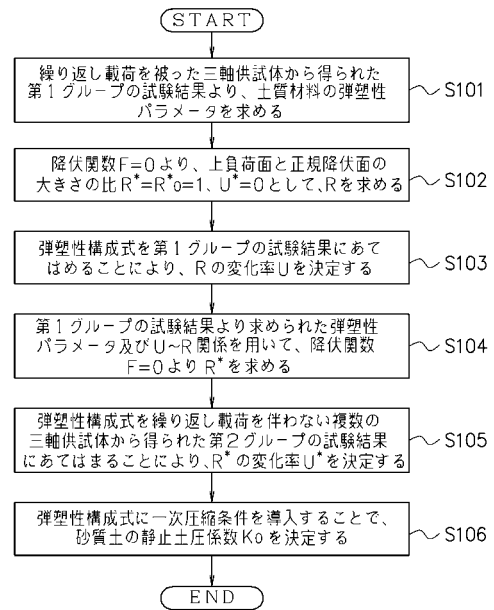 START
繰り返し載荷を被った三軸供試体から得られた
第1グループの試験結果より、土質材料の弾塑性
パラメータを求める
S101
降伏関数F=0より、上負荷面と正規降伏面の
大きさの比R*=R*0=1、U*=0として、Rを求める
S102
弾塑性構成式を第1グループの試験結果にあて
はめることにより、Rの変化率Uを決定する
S103
第1グループの試験結果より求められた弾塑性
パラメータ及びU~R関係を用いて、降伏関数
F=0よりR*を求める
S104
弾塑性構成式を繰り返し載荷を伴わない複数の
三軸供試体から得られた第2グループの試験結果
にあてはまることにより、R*の変化率U*を決定する
S105
弾塑性構成式に一次圧縮条件を導入することで、
砂質土の静止土圧係数Koを決定する
S106
END